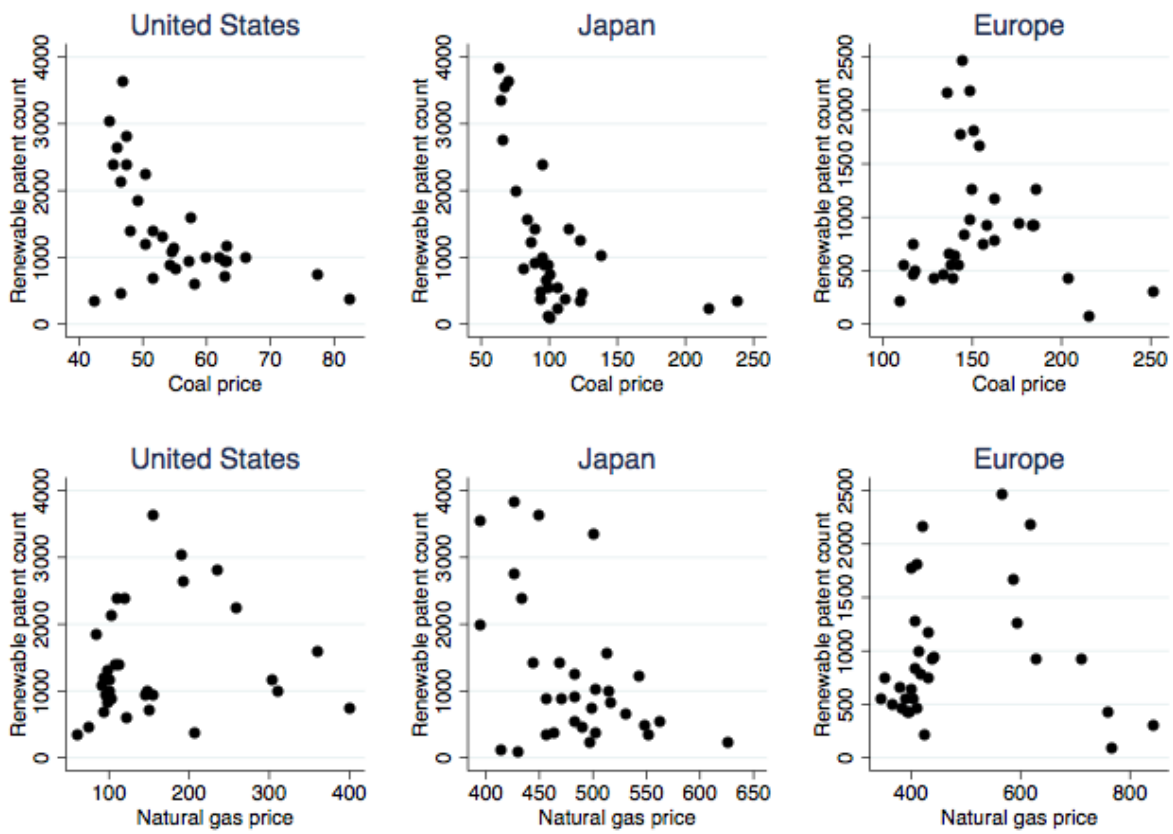 United States Japan Europe
Renewable patent count Renewable patent count Renewable patent count
4000 4000 2500
3000 3000 2000
2000 2000 1500
1000 1000 1000
0 0 500
0
40 50 60 70 80 50 100 150 200 250 100 150 200 250
Coal price Coal price Coal price
United States Japan Europe
Renewable patent count Renewable patent count Renewable patent count
4000 4000 2500
3000 3000 2000
2000 2000 1500
1000 1000 1000
0 0 500
0
100 200 300 400 400 450 500 550 600 650 400 600 800
Natural gas price Natural gas price Natural gas price